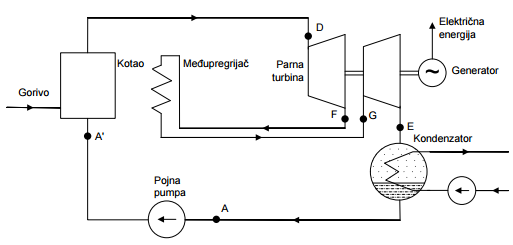 D
Električna
energija
Kotao
Međupregrijač
Parna
turbina
Generator
Gorivo
~
F
G
E
Kondenzator
A'
Pojna
pumpa
A